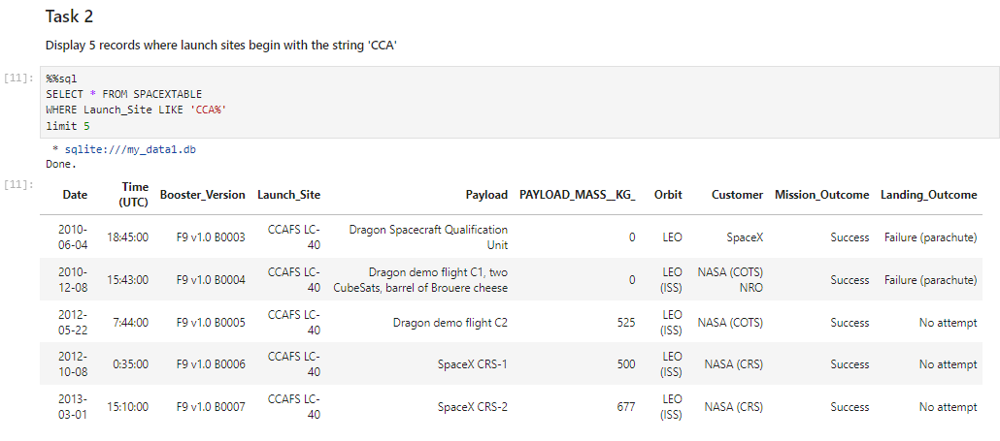 Task 2
Display 5 records where launch sites begin with the string 'CCA'
[11]:
%%sql
SELECT * FROM SPACEXTABLE
WHERE Launch_Site LIKE 'CCA%'
limit 5
* sqlite:///my_data1.db
Done.
[11]:
Date Time (UTC) Booster_Version Launch_Site Payload PAYLOAD_MASS__KG_ Orbit Customer Mission_Outcome Landing_Outcome
2010-06-04 18:45:00 F9 v1.0 B0003 CCAFS LC-40 Dragon Spacecraft Qualification Unit 0 LEO SpaceX Success Failure (parachute)
2010-12-08 15:43:00 F9 v1.0 B0004 CCAFS LC-40 Dragon demo flight C1, two CubeSats, barrel of Brouere cheese 0 LEO (ISS) NASA (COTS) NRO Success Failure (parachute)
2012-05-22 7:44:00 F9 v1.0 B0005 CCAFS LC-40 Dragon demo flight C2 525 LEO (ISS) NASA (COTS) Success No attempt
2012-10-08 0:35:00 F9 v1.0 B0006 CCAFS LC-40 SpaceX CRS-1 500 LEO (ISS) NASA (CRS) Success No attempt
2013-03-01 15:10:00 F9 v1.0 B0007 CCAFS LC-40 SpaceX CRS-2 677 LEO (ISS) NASA (CRS) Success No attempt